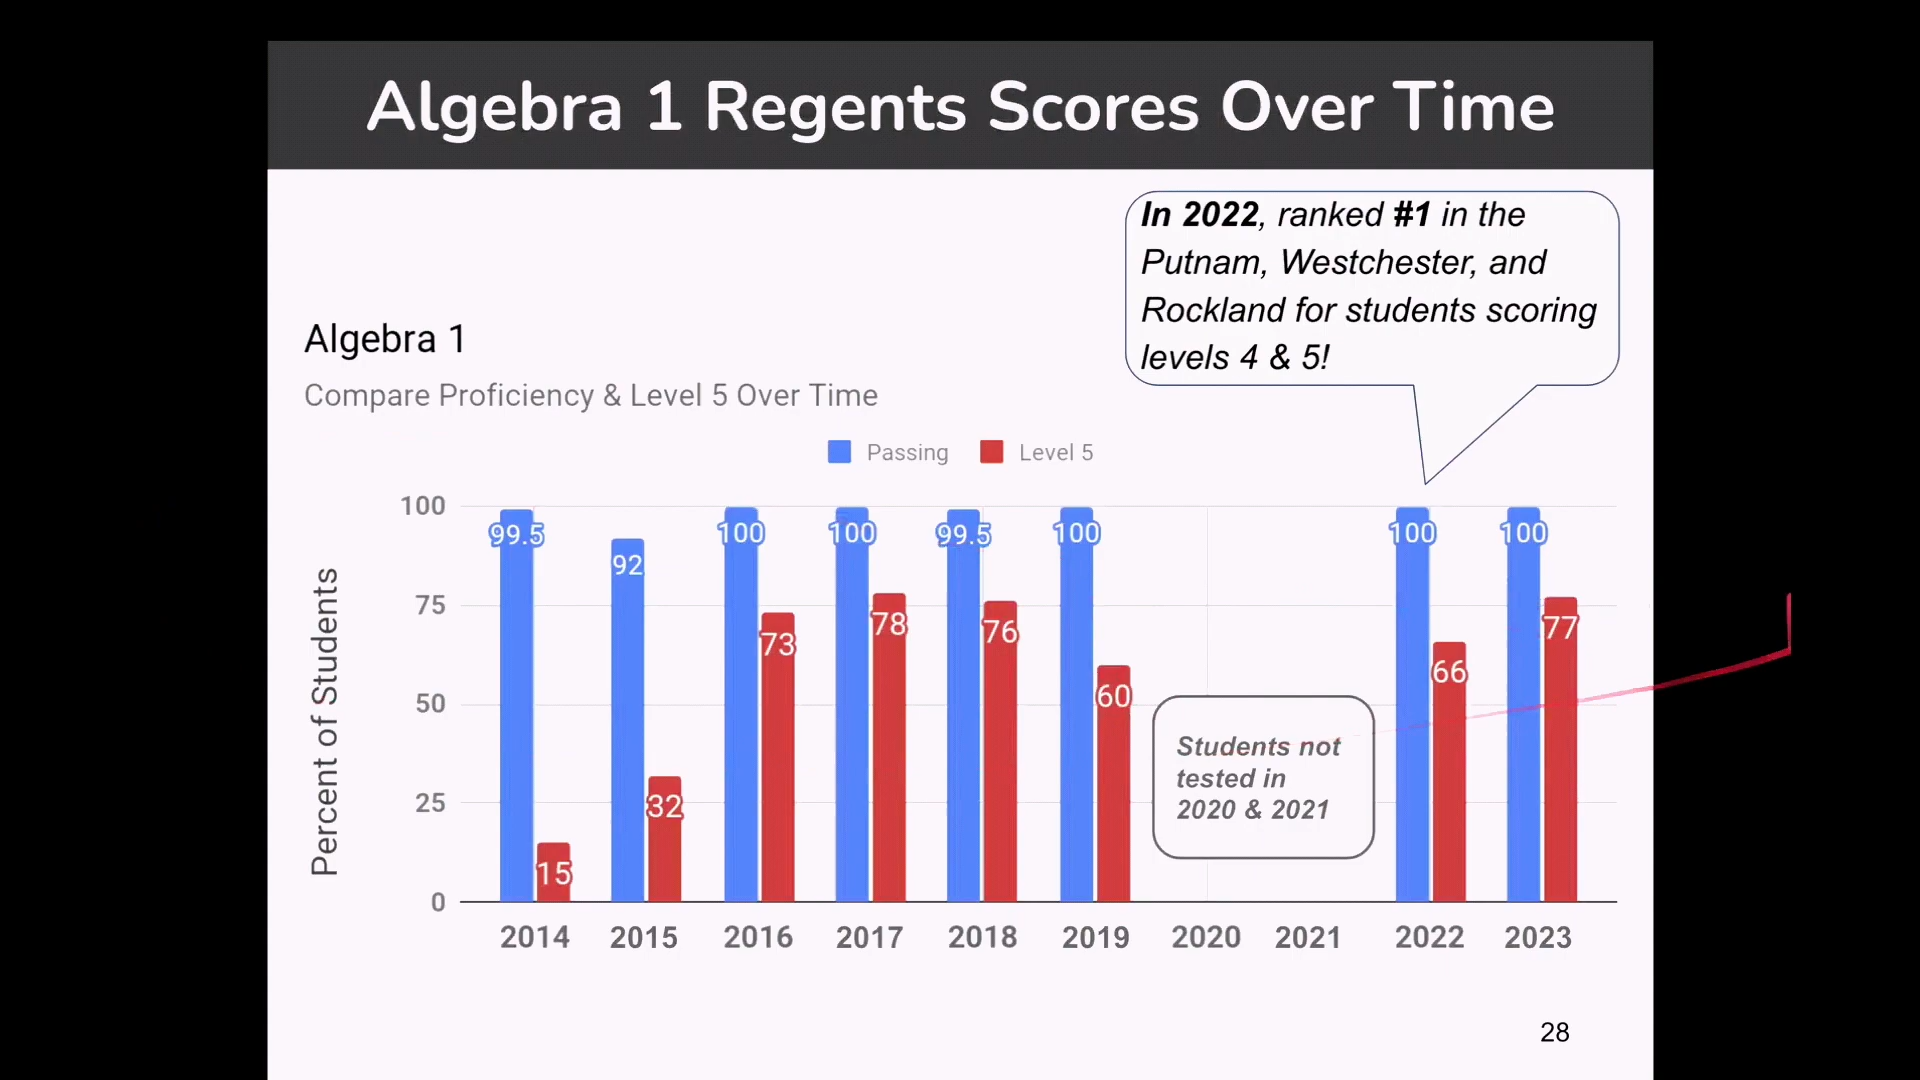 Algebra 1 Regents Scores Over Time
In 2022, ranked #1 in the
Putnam, Westchester, and
Rockland for students scoring
levels 4 & 5!
Algebra 1
Compare Proficiency & Level 5 Over Time
Passing Level 5
Percent of Students
100
75
50
25
0
99.5 92 100 100 99.5 100 100 100
15 32 73 78 76 60 66 77
Students not
tested in
2020 & 2021
2014 2015 2016 2017 2018 2019 2020 2021 2022 2023
28